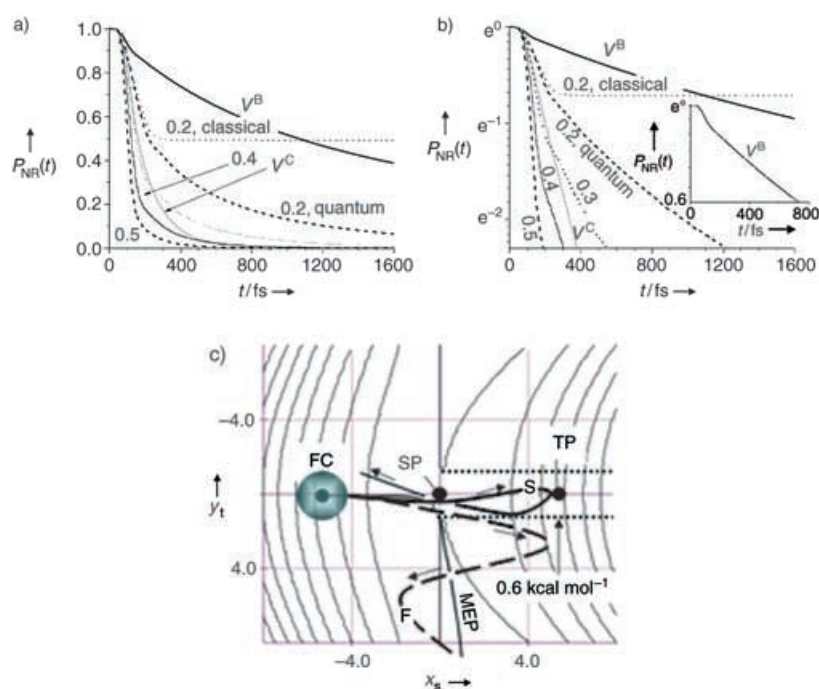 a)
1.0
0.8
0.6
P_NR(t)
0.4
0.2
0.0
V^B
0.2, classical
0.4
V^C
0.2, quantum
0.5
0 400 800 1200 1600
t/fs
b)
e^0
e^-1
P_NR(t)
e^-2
V^B
0.2, classical
0.2, quantum
0.3
0.4
V^C
0.5
0 400 800 1200 1600
t/fs
e^0
P_NR(t)
V^B
0.6
0 400 800
t/fs
c)
-4.0
y_t
4.0
FC
SP
TP
S
F
MEP
0.6 kcal mol^-1
-4.0 4.0
x_s